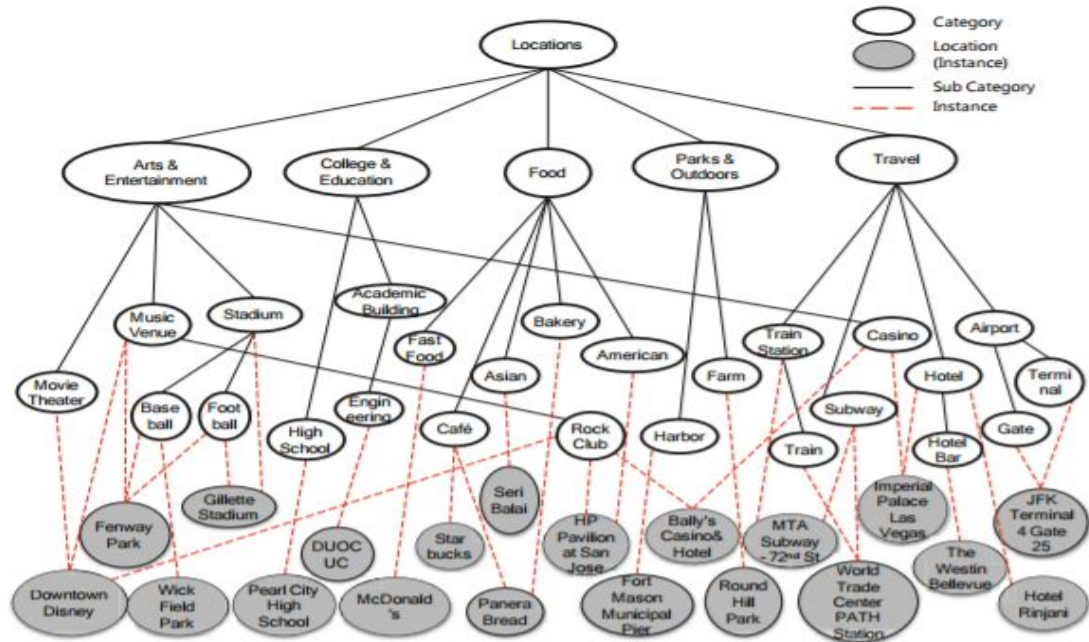 Category
Location
(Instance)
Sub Category
Instance
Locations
Arts &
Entertainment
College &
Education
Food
Parks &
Outdoors
Travel
Music
Venue
Stadium
Academic
Building
Fast
Food
Bakery
American
Train
Station
Casino
Airport
Movie
Theater
Base
ball
Foot
ball
High
School
Engin
eering
Café
Asian
Rock
Club
Harbor
Farm
Train
Subway
Hotel
Hotel
Bar
Gate
Termi
nal
Fenway
Park
Gillette
Stadium
DUOC
UC
Star
bucks
Seri
Balai
HP
Pavilion
at San
Jose
Bally's
Casino&
Hotel
MTA
Subway
-72nd St
Imperial
Palace
Las
Vegas
JFK
Terminal
4 Gate
25
Downtown
Disney
Wick
Field
Park
Pearl City
High
School
McDonald
's
Panera
Bread
Fort
Mason
Municipal
Pier
Round
Hill
Park
World
Trade
Center
PATH
Station
The
Westin
Bellevue
Hotel
Rinjani